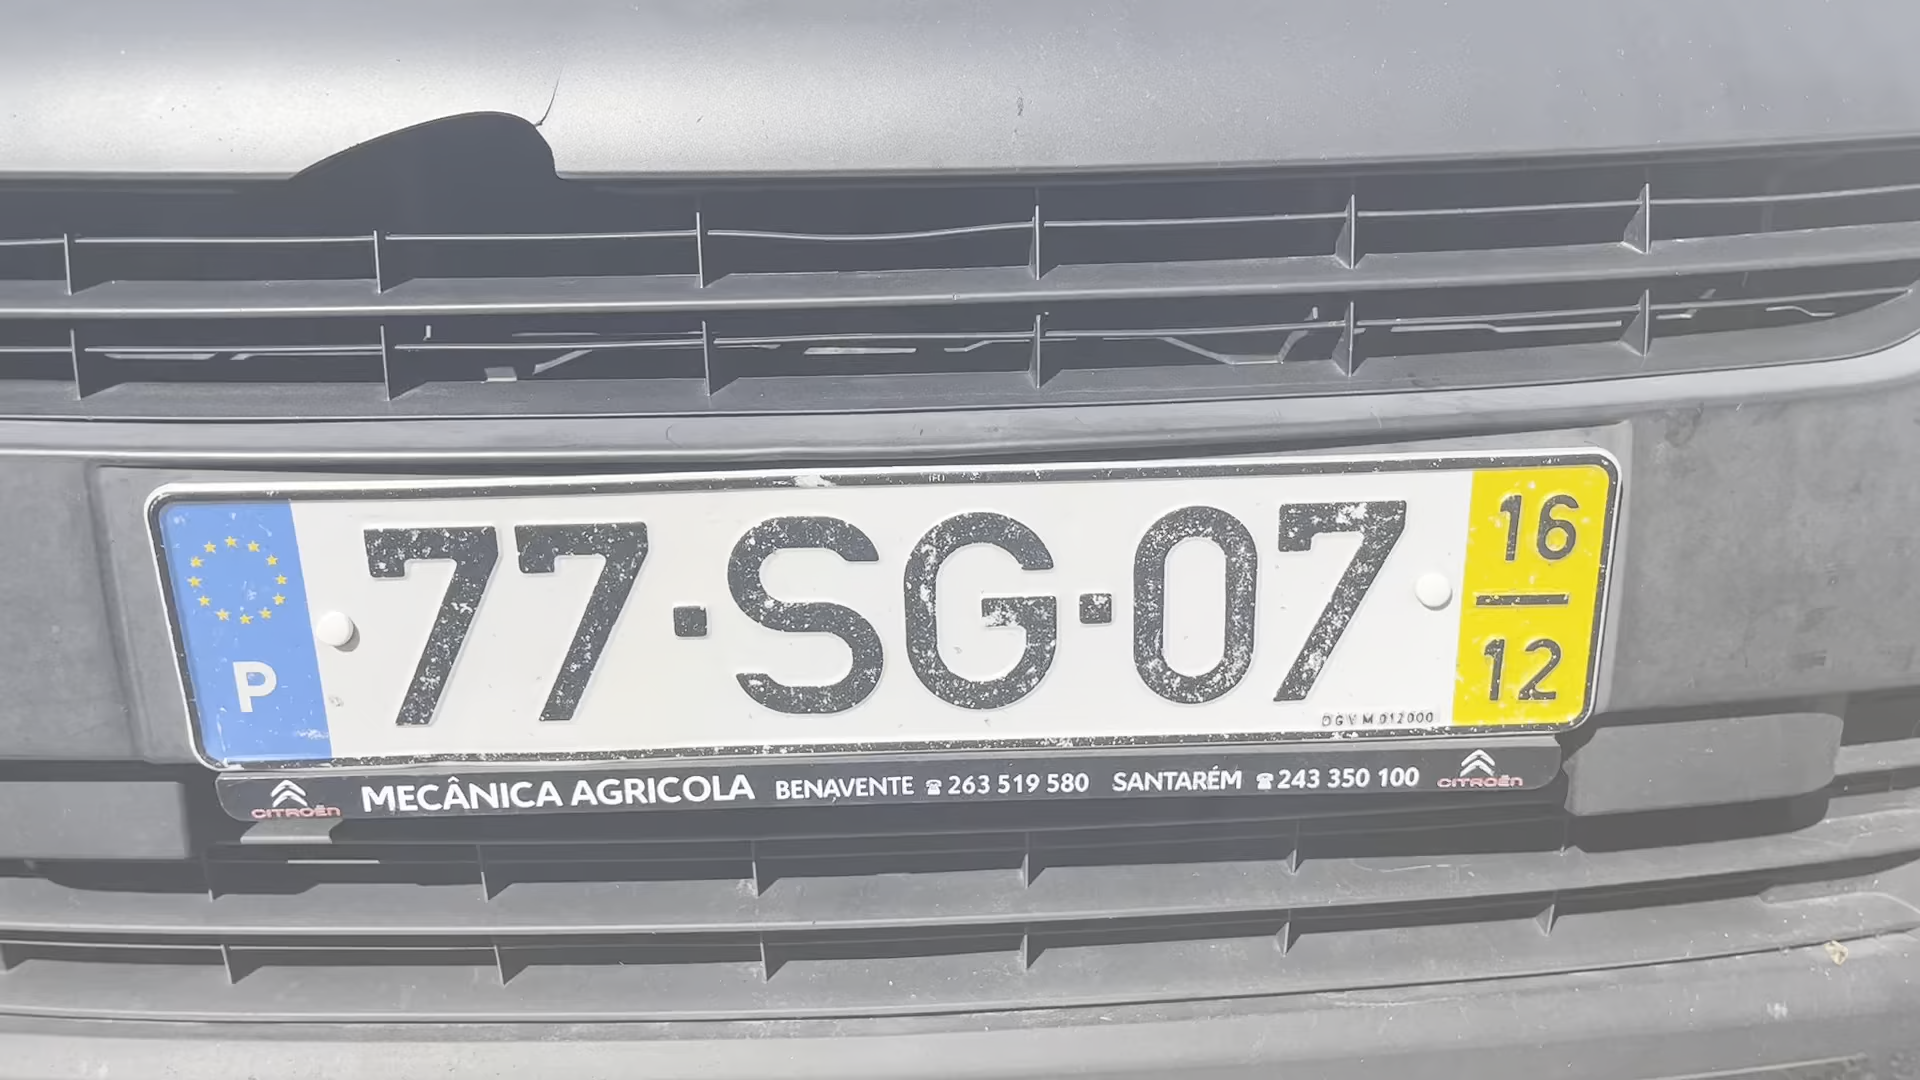 P 77·SG·07 16
12
DGV M 012000
CITROËN MECÂNICA AGRICOLA BENAVENTE ☎ 263 519 580 SANTARÉM ☎ 243 350 100 CITROËN